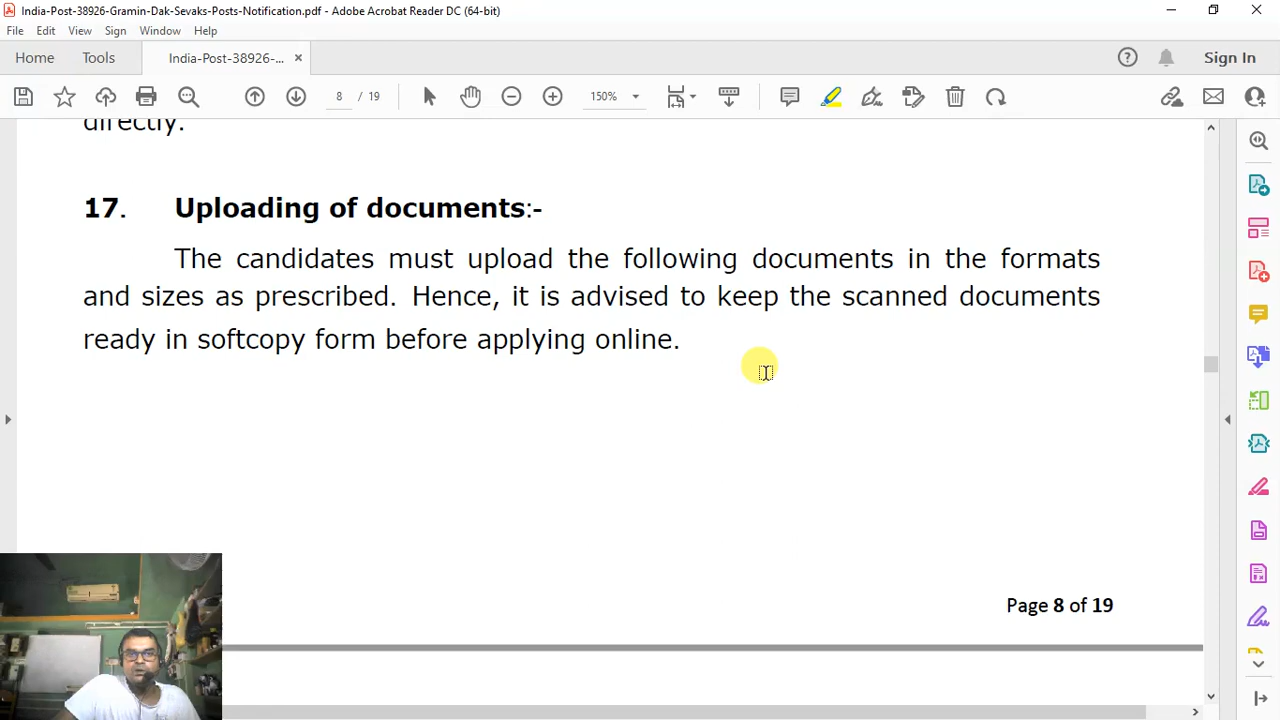 India-Post-38926-Gramin-Dak-Sevaks-Posts-Notification.pdf - Adobe Acrobat Reader DC (64-bit)
File Edit View Sign Window Help
Home Tools India-Post-38926-... × Sign In
8 / 19 150%
directly.
17. Uploading of documents:-
The candidates must upload the following documents in the formats
and sizes as prescribed. Hence, it is advised to keep the scanned documents
ready in softcopy form before applying online.
Page 8 of 19